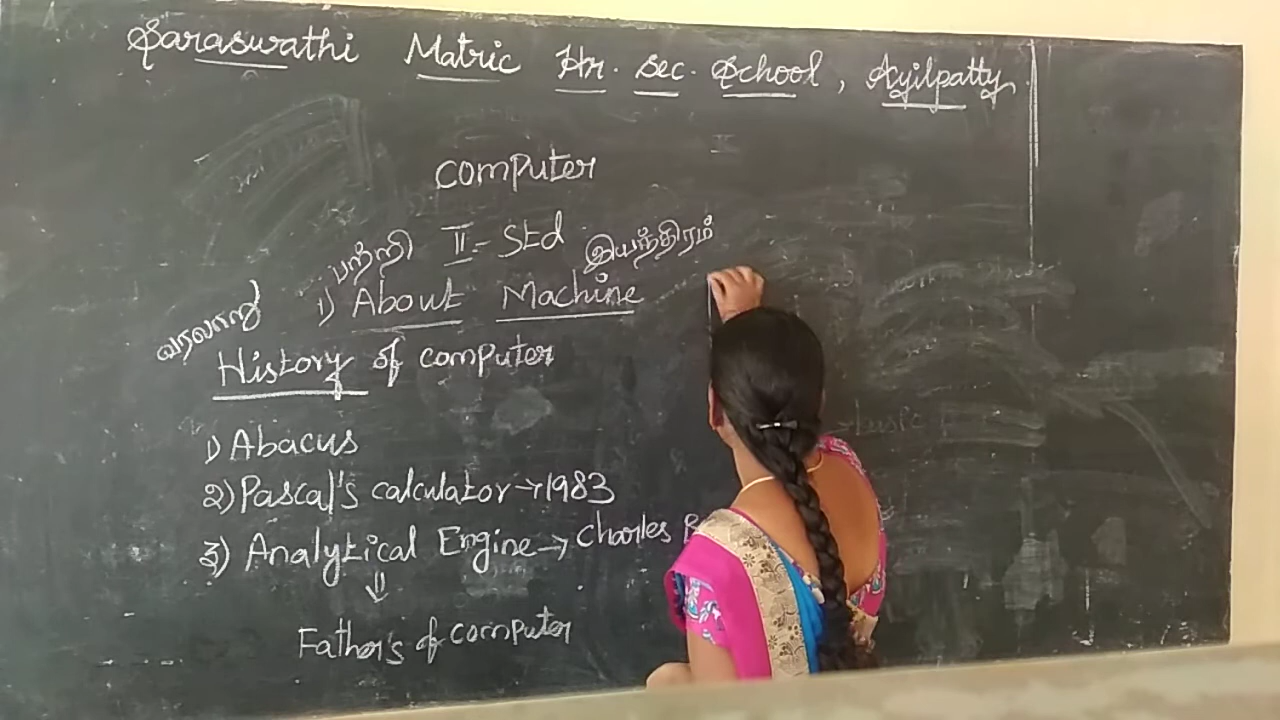 Saraswathi Matric Hr. Sec. School, Ayilpatty.
computer
II - Std
பற்றி இயந்திரம்
1) About Machine
வரலாறு
History of computer
1) Abacus
2) Pascal's calculator → 1983
3) Analytical Engine → Charles
⇓
Father's of computer